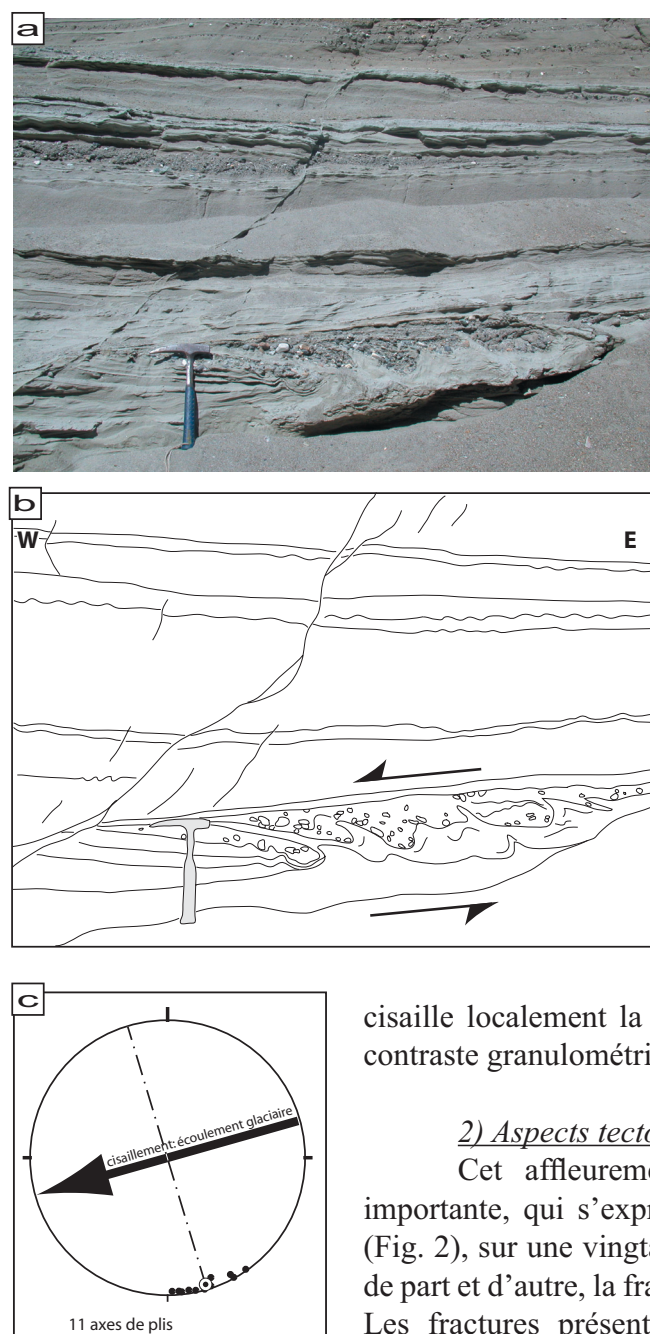 a
b
W
E
c
cisaillement: écoulement glaciaire
11 axes de plis
cisaille localement la
contraste granulométri
2) Aspects tecto
Cet affleureme
importante, qui s'expr
(Fig. 2), sur une vingta
de part et d'autre, la fra
Les fractures présent